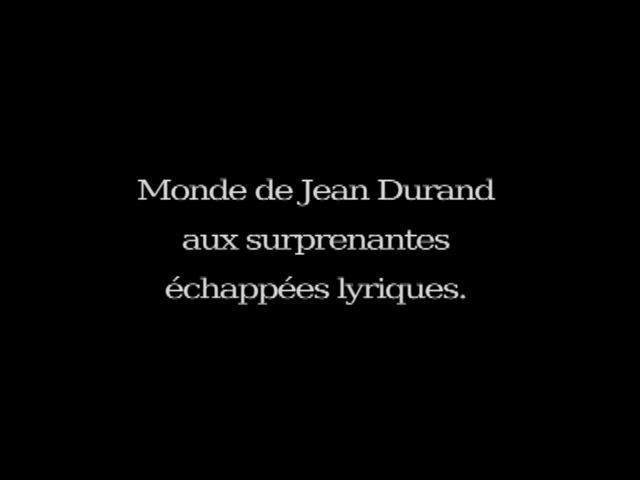 Monde de Jean Durand
aux surprenantes
échappées lyriques.